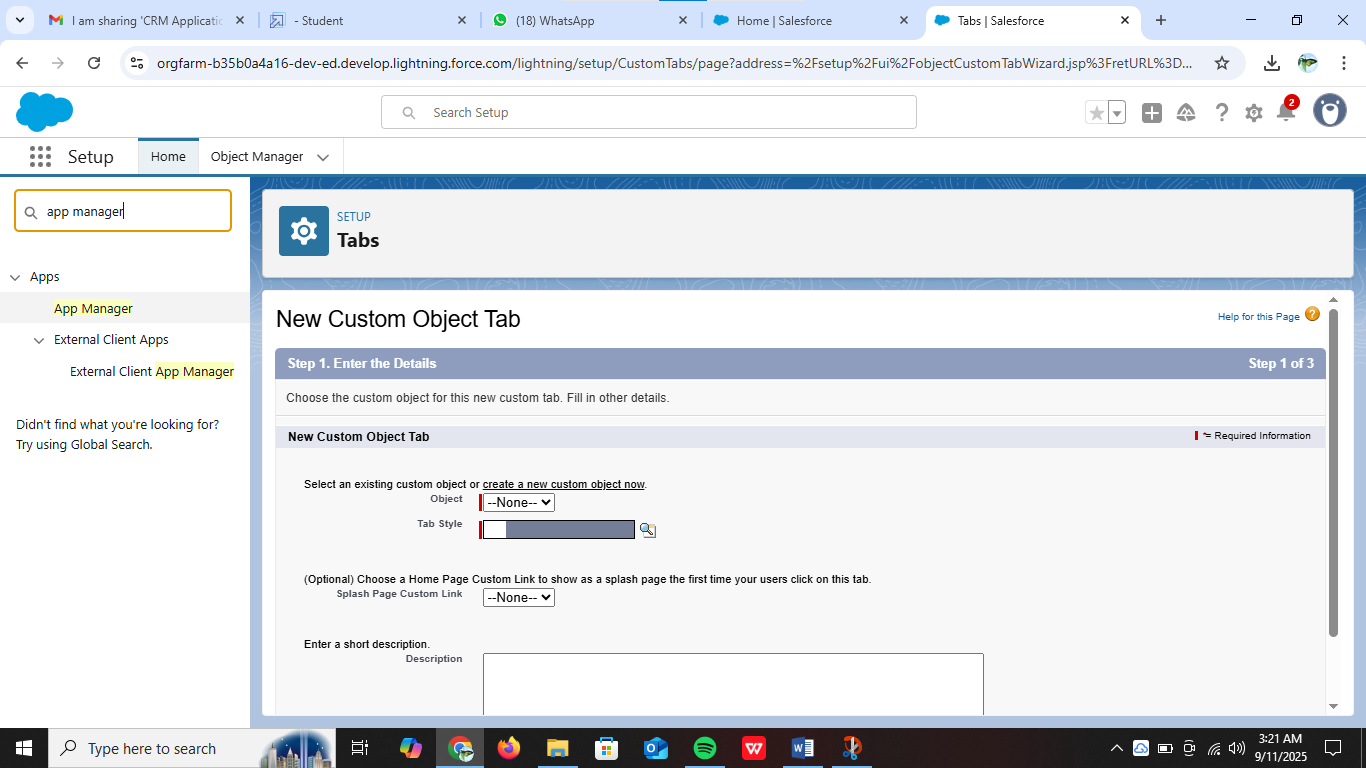 I am sharing 'CRM Applicatio
- Student
(18) WhatsApp
Home | Salesforce
Tabs | Salesforce
orgfarm-b35b0a4a16-dev-ed.develop.lightning.force.com/lightning/setup/CustomTabs/page?address=%2Fsetup%2Fui%2FobjectCustomTabWizard.jsp%3FretURL%3D...
Search Setup
2
Setup
Home
Object Manager
app manager
Apps
App Manager
External Client Apps
External Client App Manager
Didn't find what you're looking for?
Try using Global Search.
SETUP
Tabs
New Custom Object Tab
Help for this Page ?
Step 1. Enter the Details
Step 1 of 3
Choose the custom object for this new custom tab. Fill in other details.
New Custom Object Tab
*= Required Information
Select an existing custom object or create a new custom object now.
Object
--None--
Tab Style
(Optional) Choose a Home Page Custom Link to show as a splash page the first time your users click on this tab.
Splash Page Custom Link
--None--
Enter a short description.
Description
Type here to search
3:21 AM
9/11/2025